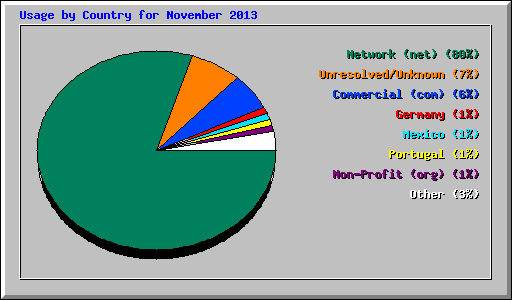 Usage by Country for November 2013
Network (net) (80%)
Unresolved/Unknown (7%)
Commercial (com) (6%)
Germany (1%)
Mexico (1%)
Portugal (1%)
Non-Profit (org) (1%)
Other (3%)